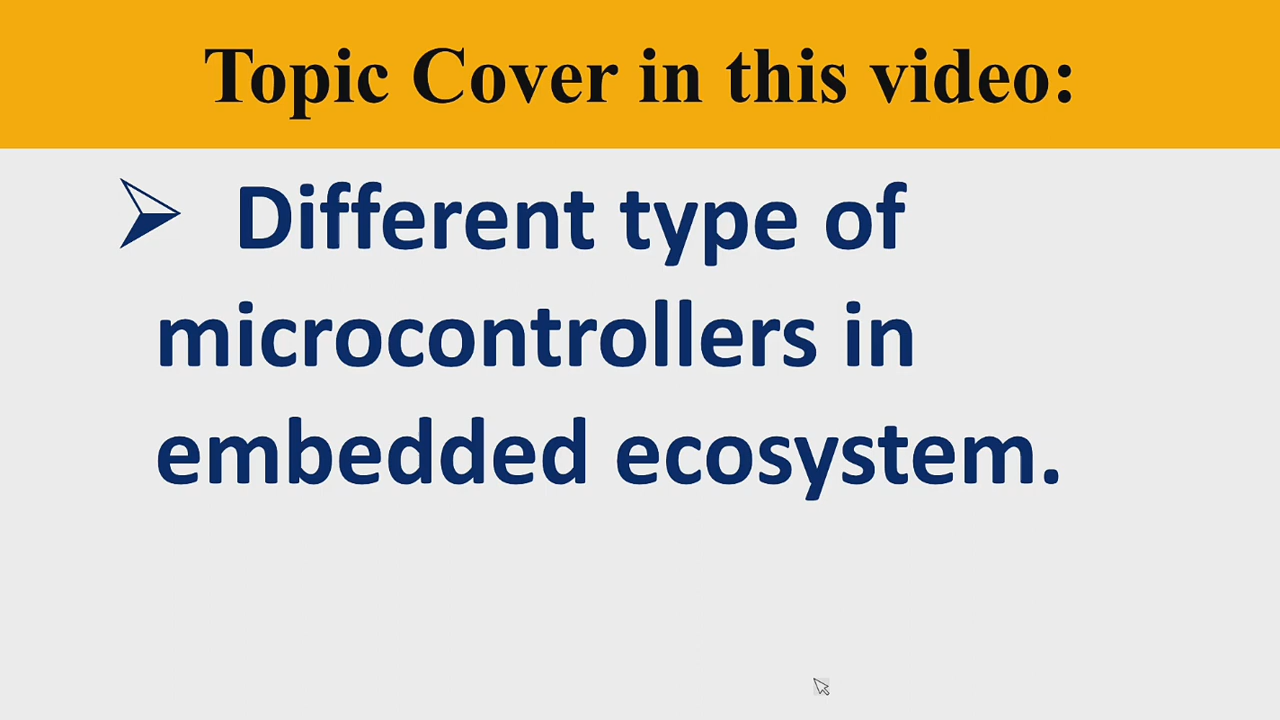 Topic Cover in this video:
Different type of
microcontrollers in
embedded ecosystem.